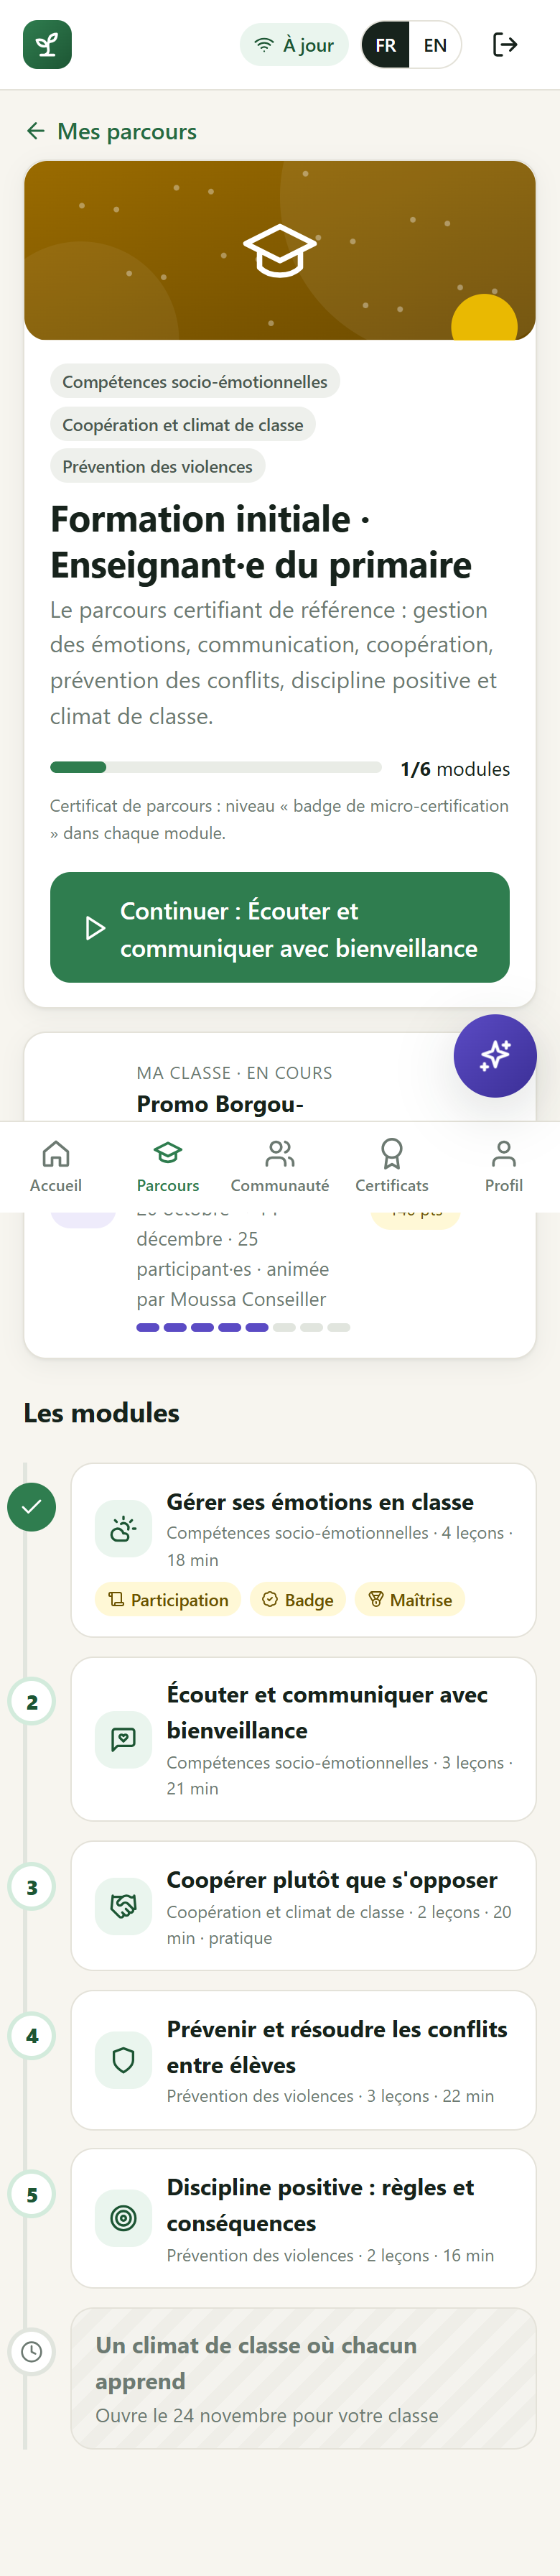 À jour
FR
EN
Mes parcours
Compétences socio-émotionnelles
Coopération et climat de classe
Prévention des violences
Formation initiale ·
Enseignant·e du primaire
Le parcours certifiant de référence : gestion
des émotions, communication, coopération,
prévention des conflits, discipline positive et
climat de classe.
1/6 modules
Certificat de parcours : niveau « badge de micro-certification
» dans chaque module.
Continuer : Écouter et
communiquer avec bienveillance
MA CLASSE · EN COURS
Promo Borgou-
Accueil
Parcours
Communauté
Certificats
Profil
décembre · 25
participant·es · animée
par Moussa Conseiller
Les modules
Gérer ses émotions en classe
Compétences socio-émotionnelles · 4 leçons ·
18 min
Participation
Badge
Maîtrise
2
Écouter et communiquer avec
bienveillance
Compétences socio-émotionnelles · 3 leçons ·
21 min
3
Coopérer plutôt que s'opposer
Coopération et climat de classe · 2 leçons · 20
min · pratique
4
Prévenir et résoudre les conflits
entre élèves
Prévention des violences · 3 leçons · 22 min
5
Discipline positive : règles et
conséquences
Prévention des violences · 2 leçons · 16 min
Un climat de classe où chacun
apprend
Ouvre le 24 novembre pour votre classe